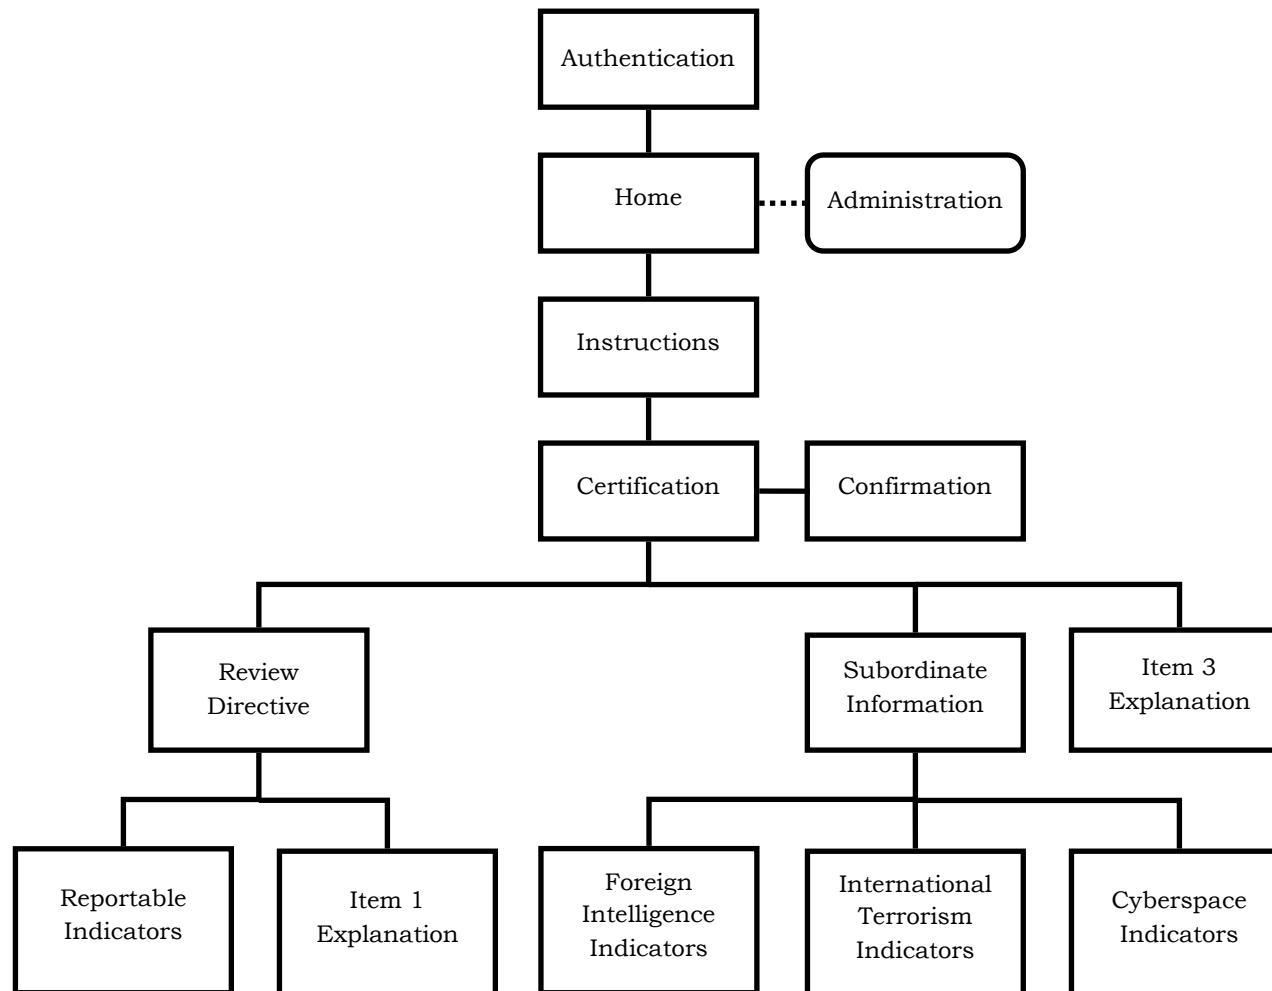 Authentication
Home
Administration
Instructions
Certification
Confirmation
Review
Directive
Subordinate
Information
Item 3
Explanation
Reportable
Indicators
Item 1
Explanation
Foreign
Intelligence
Indicators
International
Terrorism
Indicators
Cyberspace
Indicators